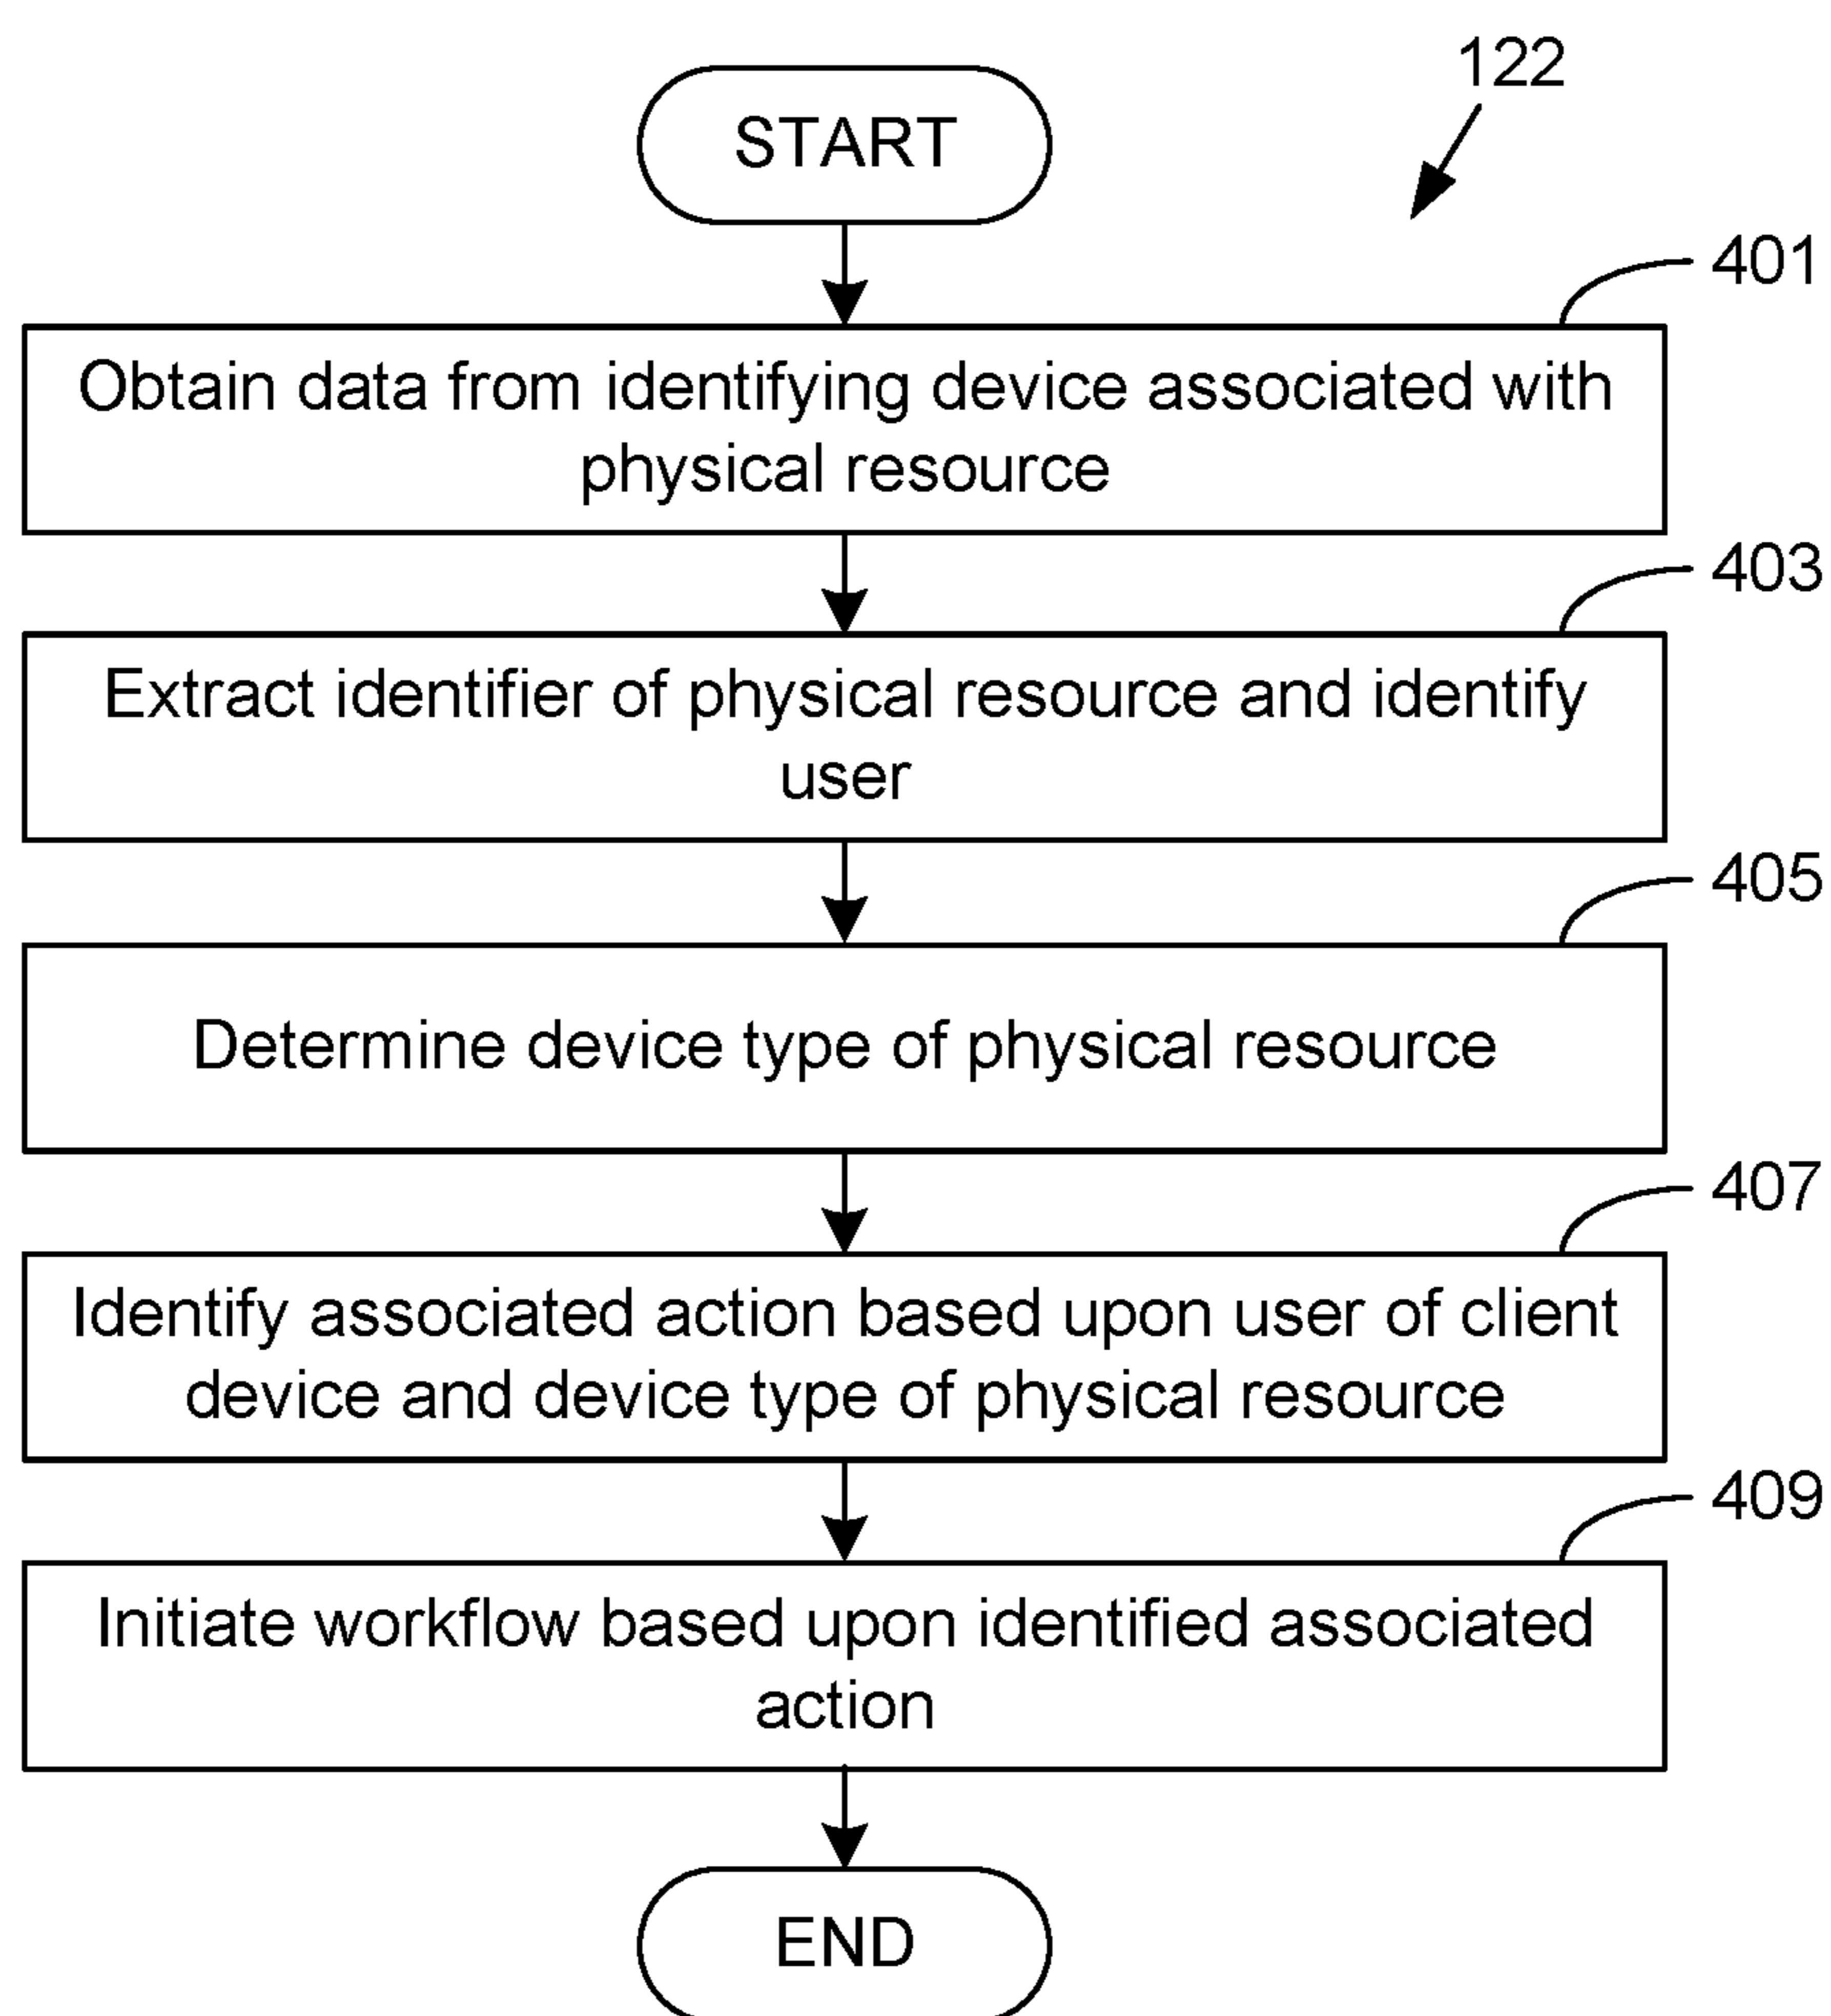 122
START
401
Obtain data from identifying device associated with
physical resource
403
Extract identifier of physical resource and identify
user
405
Determine device type of physical resource
407
Identify associated action based upon user of client
device and device type of physical resource
409
Initiate workflow based upon identified associated
action
END